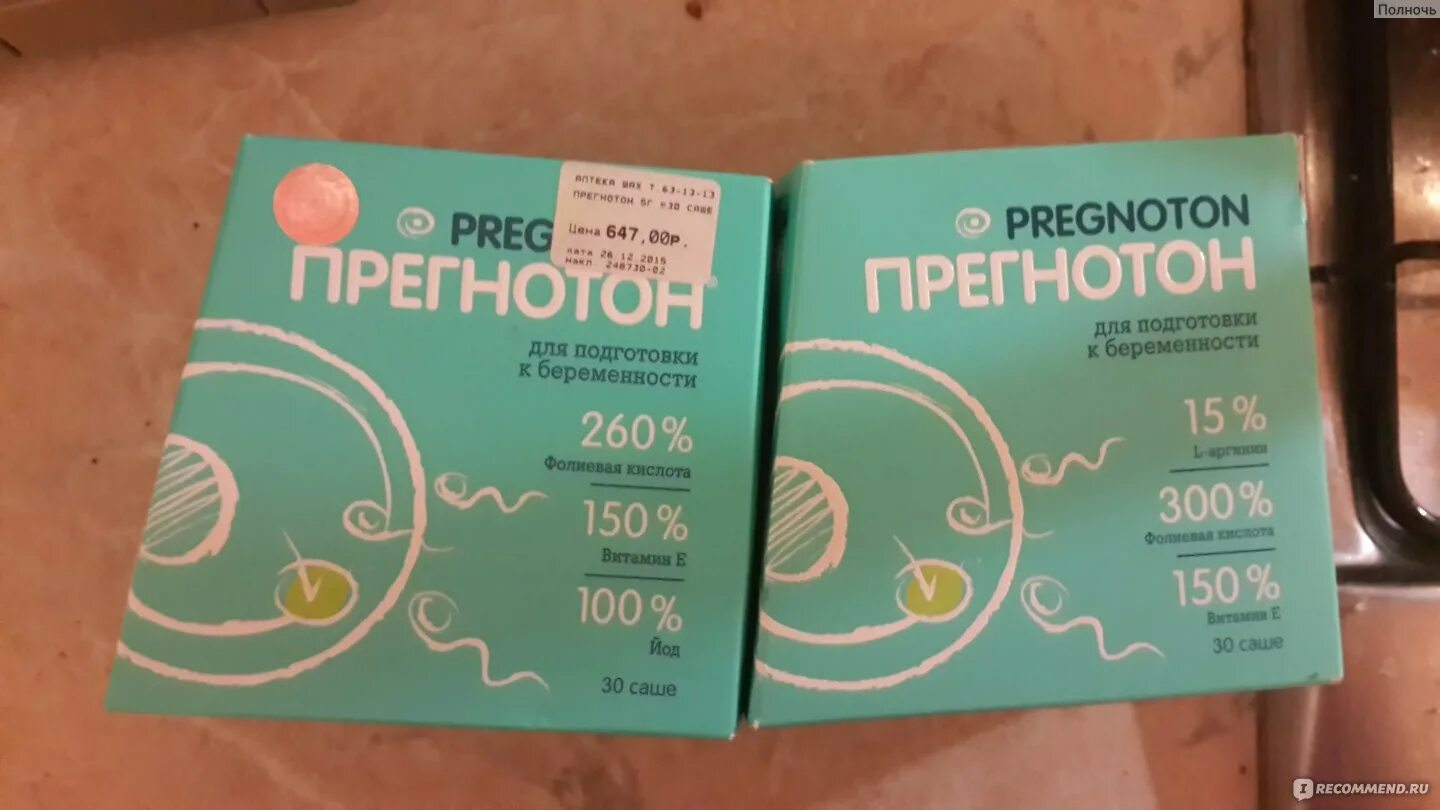 Полночь
PREG
ПРЕГНОТОН
АПТЕКА ШАХ Т 63-13-13
ПРЕГНОТОН 5Г №30 САШЕ
Цена 647,00р.
дата 26.12.2015
накл. 248730-02
для подготовки
к беременности
260%
Фолиевая кислота
150%
Витамин Е
100%
Йод
30 саше
PREGNOTON
ПРЕГНОТОН
для подготовки
к беременности
15%
L-аргинин
300%
Фолиевая кислота
150%
Витамин Е
30 саше
IRECOMMEND.RU